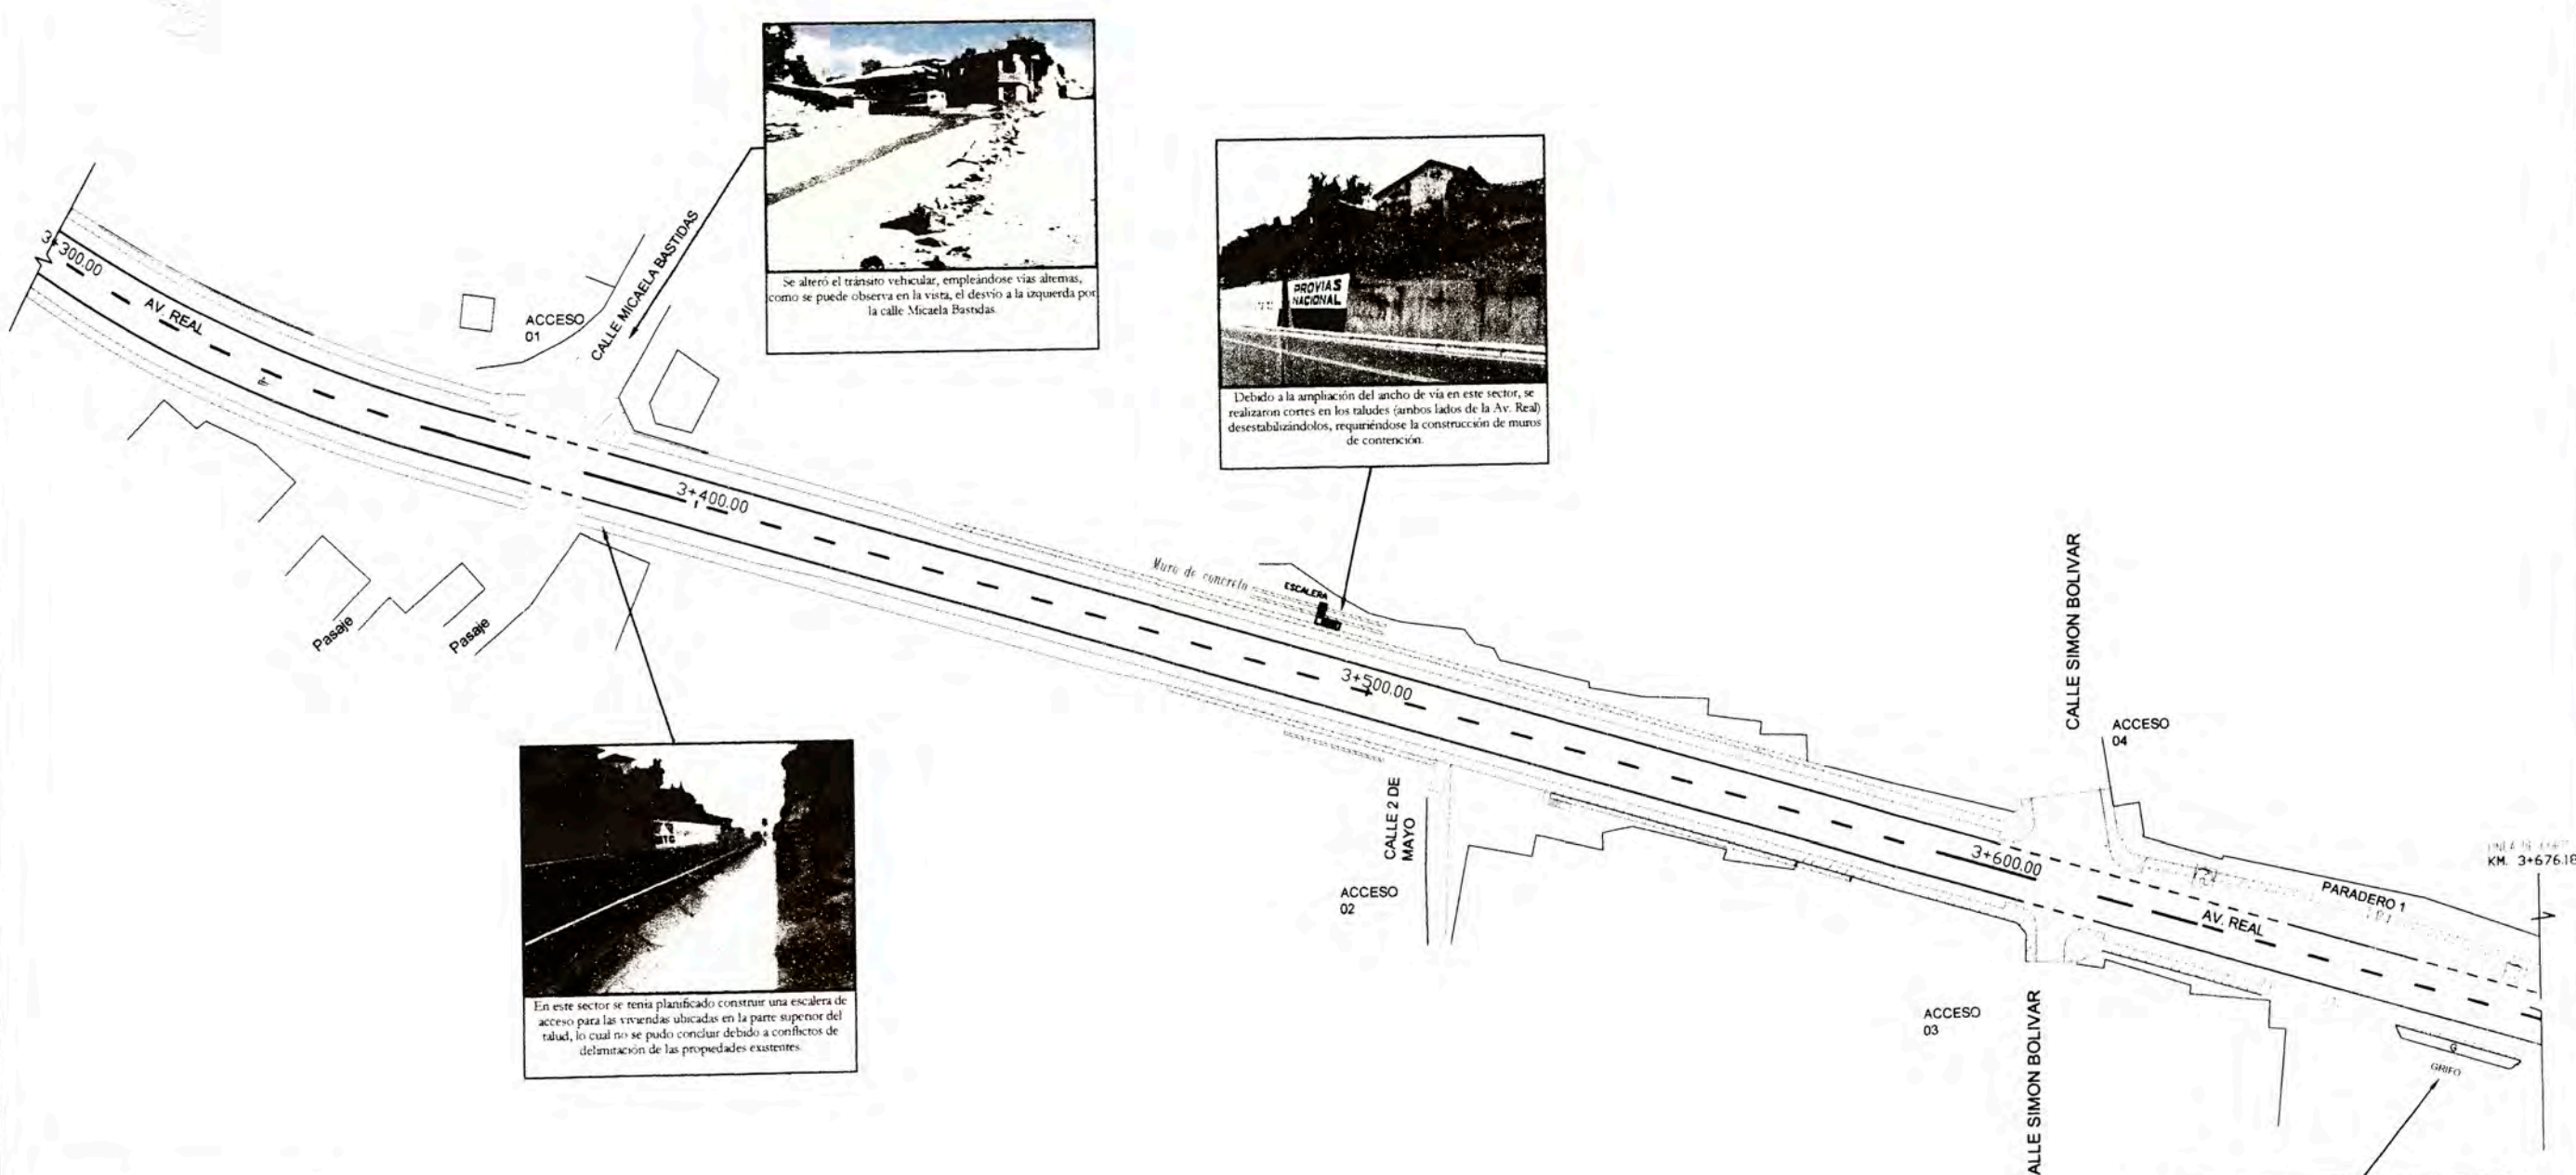 Se alteró el tránsito vehicular, empleándose vías alternas,
como se puede observa en la vista, el desvío a la izquierda por
la calle Micaela Bastidas.
PROVIAS
NACIONAL
Debido a la ampliación del ancho de vía en este sector, se
realizaron cortes en los taludes (ambos lados de la Av. Real)
desestabilizándolos, requiriéndose la construcción de muros
de contención.
3+300.00
AV. REAL
ACCESO
01
CALLE MICAELA BASTIDAS
3+400.00
Pasaje
Pasaje
Muro de concreto
ESCALERA
3+500.00
CALLE SIMON BOLIVAR
ACCESO
04
CALLE 2 DE
MAYO
ACCESO
02
3+600.00
PARADERO 1
AV. REAL
KM. 3+676.18
En este sector se tenia planificado construir una escalera de
acceso para las viviendas ubicadas en la parte superior del
talud, lo cual no se pudo concluir debido a conflictos de
delimitación de las propiedades existentes.
ACCESO
03
ALLE SIMON BOLIVAR
G
GRIFO